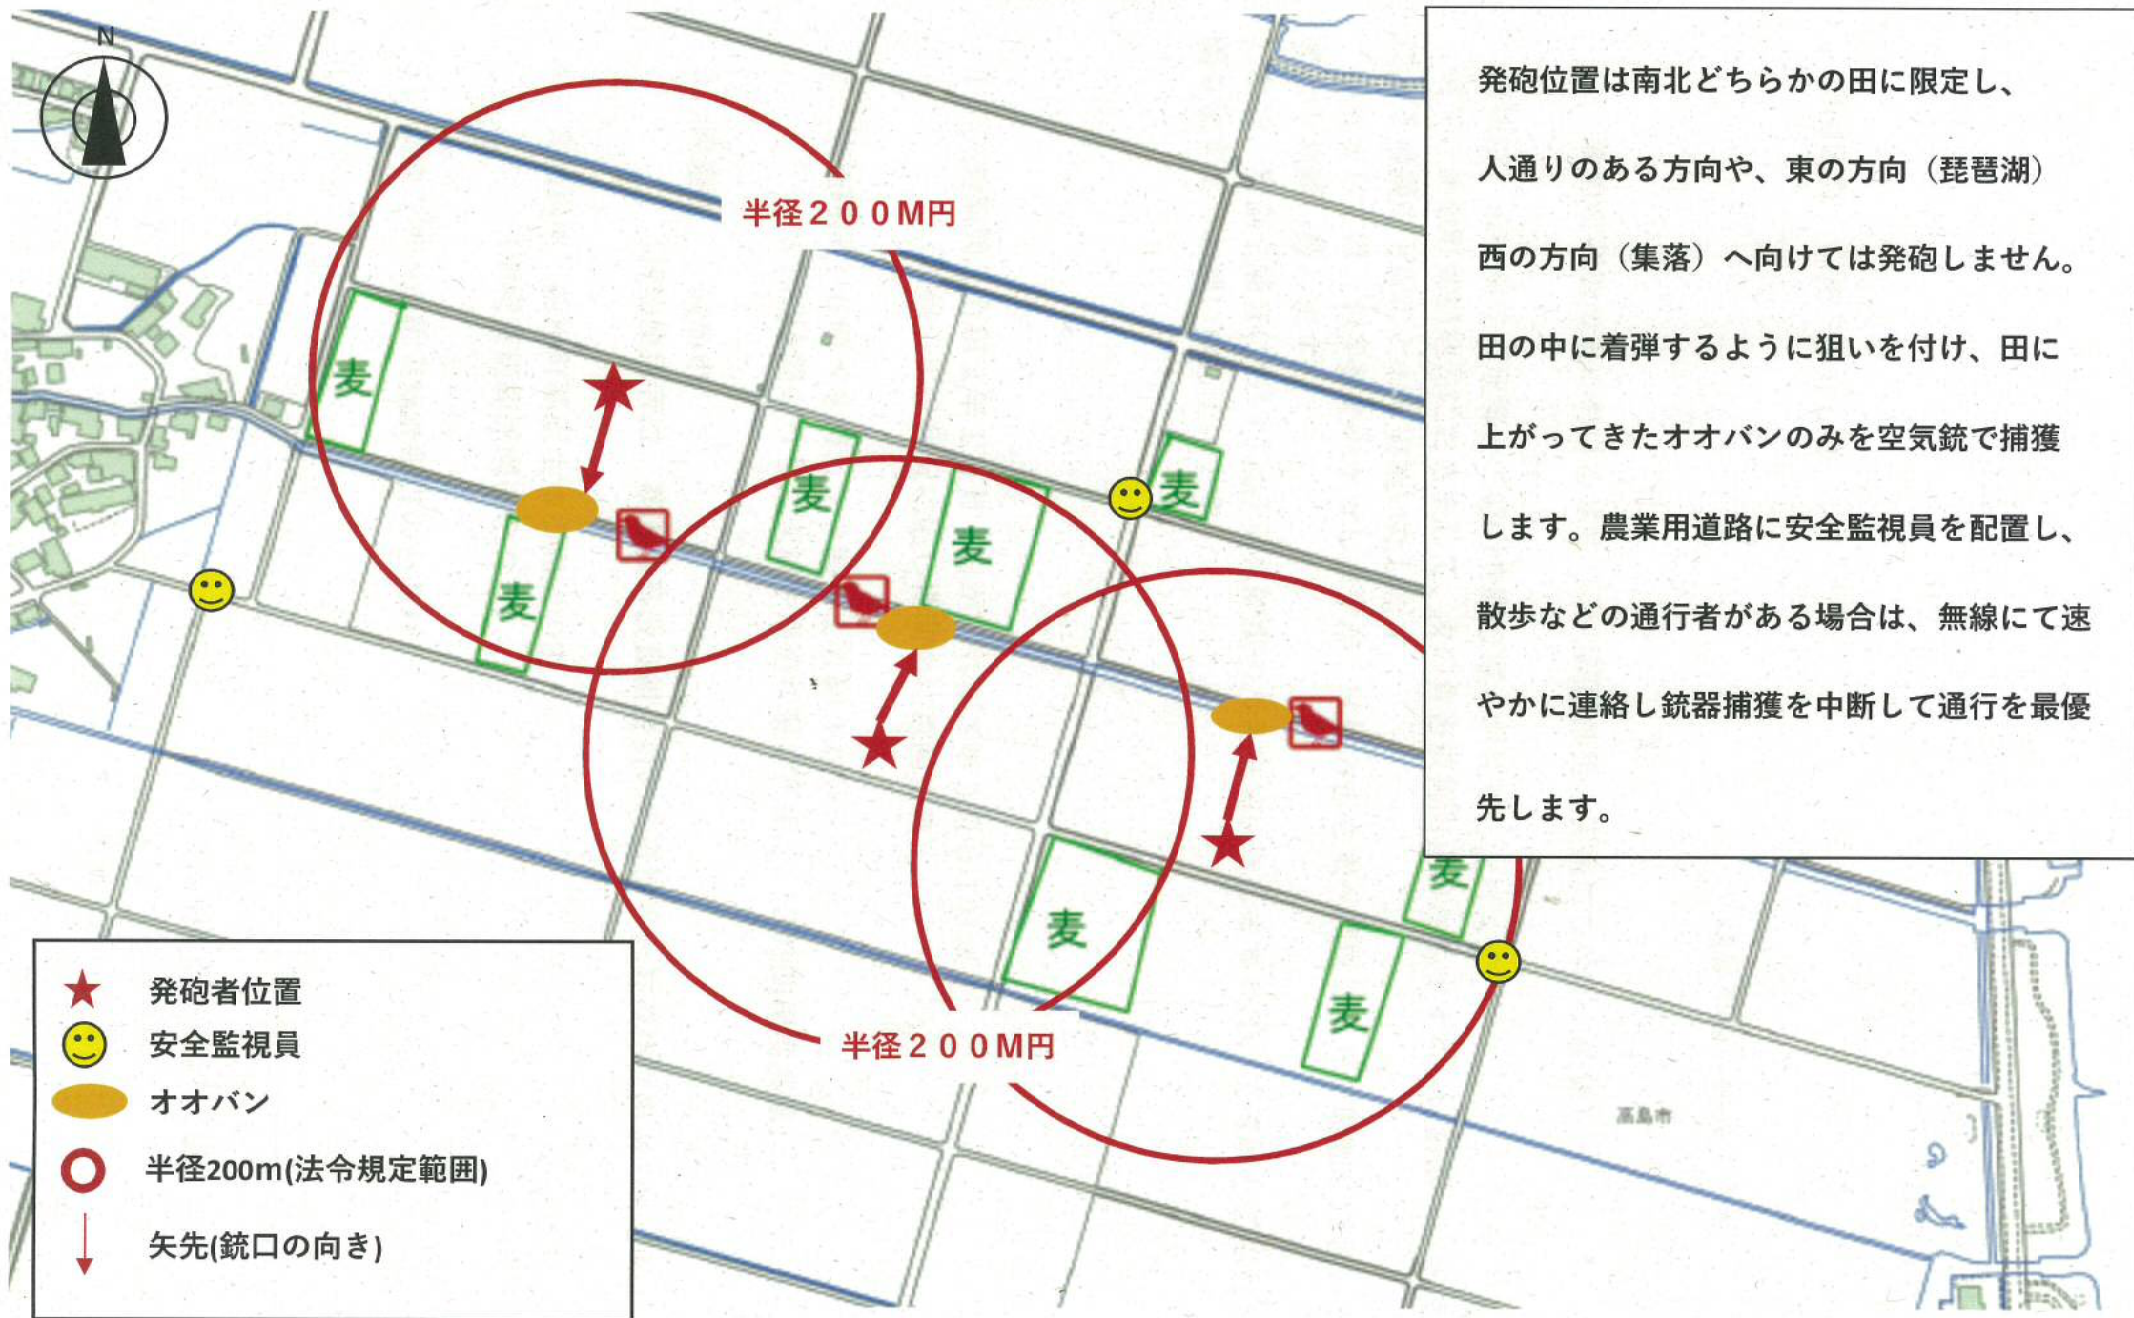 N
発砲位置は南北どちらかの田に限定し、
人通りのある方向や、東の方向（琵琶湖）
西の方向（集落）へ向けては発砲しません。
田の中に着弾するように狙いを付け、田に
上がってきたオオバンのみを空気銃で捕獲
します。農業用道路に安全監視員を配置し、
散歩などの通行者がある場合は、無線にて速
やかに連絡し銃器捕獲を中断して通行を最優
先します。
半径２００M円
麦
麦
麦
麦
麦
麦
麦
麦
半径２００M円
高島市
発砲者位置
安全監視員
オオバン
半径200m(法令規定範囲)
矢先(銃口の向き)